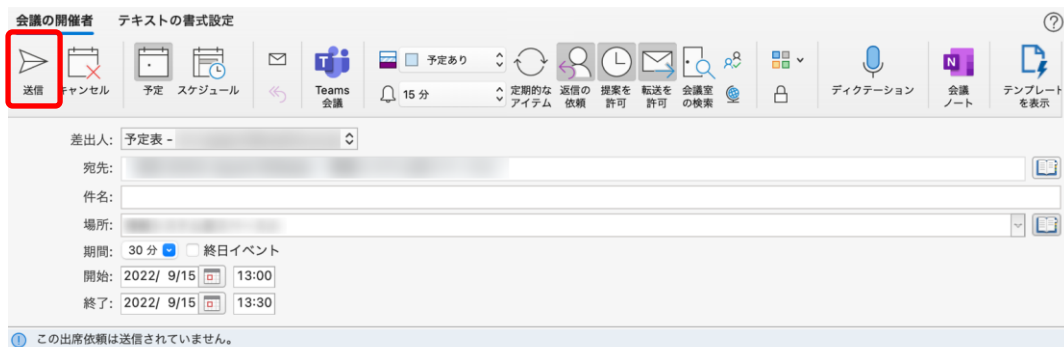 会議の開催者 テキストの書式設定
予定あり
送信 キャンセル 予定 スケジュール Teams 会議 15 分 定期的な アイテム 返信の 依頼 提案を 許可 転送を 許可 会議室 の検索 ディクテーション 会議 ノート テンプレート を表示
差出人: 予定表 -
宛先:
件名:
場所:
期間: 30 分 終日イベント
開始: 2022/ 9/15 13:00
終了: 2022/ 9/15 13:30
この出席依頼は送信されていません。